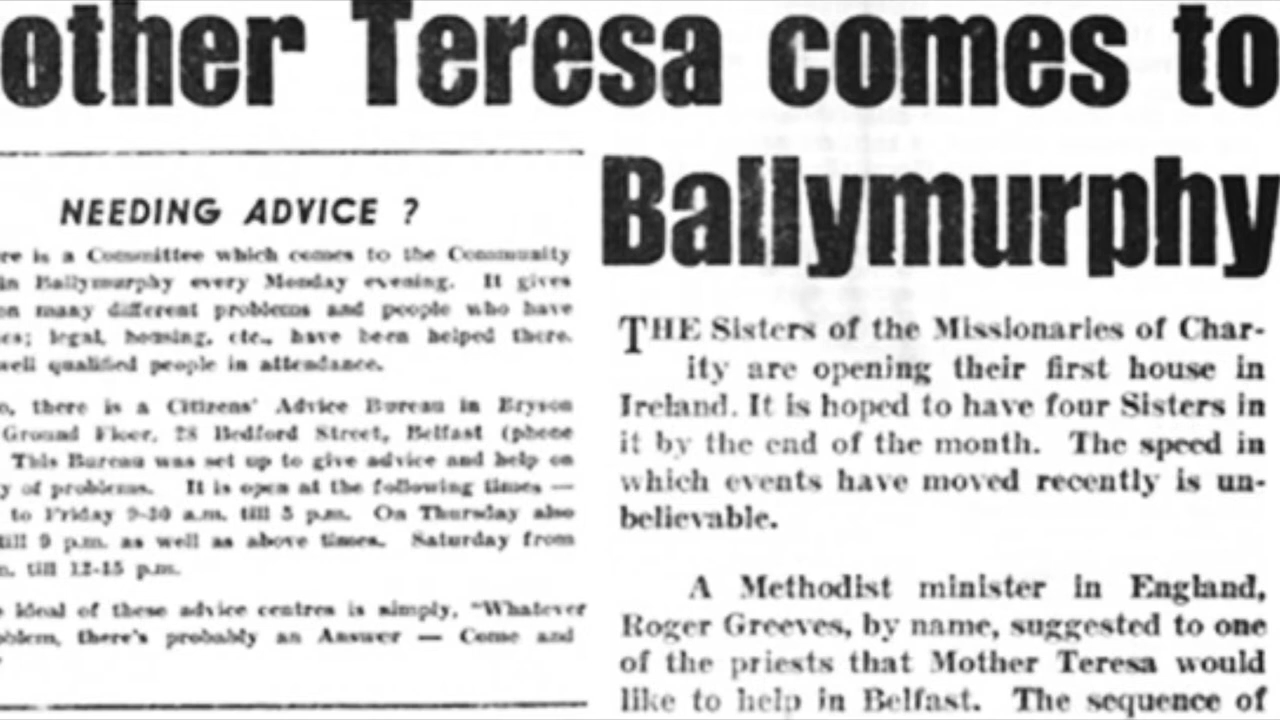 other Teresa comes to
Ballymurphy
NEEDING ADVICE ?
re is a Committee which comes to the Community
in Ballymurphy every Monday evening. It gives
on many different problems and people who have
es; legal, housing, etc., have been helped there.
well qualified people in attendance.
o, there is a Citizens' Advice Bureau in Bryson
Ground Floor, 28 Bedford Street, Belfast (phone
This Bureau was set up to give advice and help on
y of problems. It is open at the following times —
to Friday 9-30 a.m. till 5 p.m. On Thursday also
till 9 p.m. as well as above times. Saturday from
m. till 12-15 p.m.
ideal of these advice centres is simply, "Whatever
oblem, there's probably an Answer — Come and
THE Sisters of the Missionaries of Char-
ity are opening their first house in
Ireland. It is hoped to have four Sisters in
it by the end of the month. The speed in
which events have moved recently is un-
believable.
A Methodist minister in England,
Roger Greeves, by name, suggested to one
of the priests that Mother Teresa would
like to help in Belfast. The sequence of